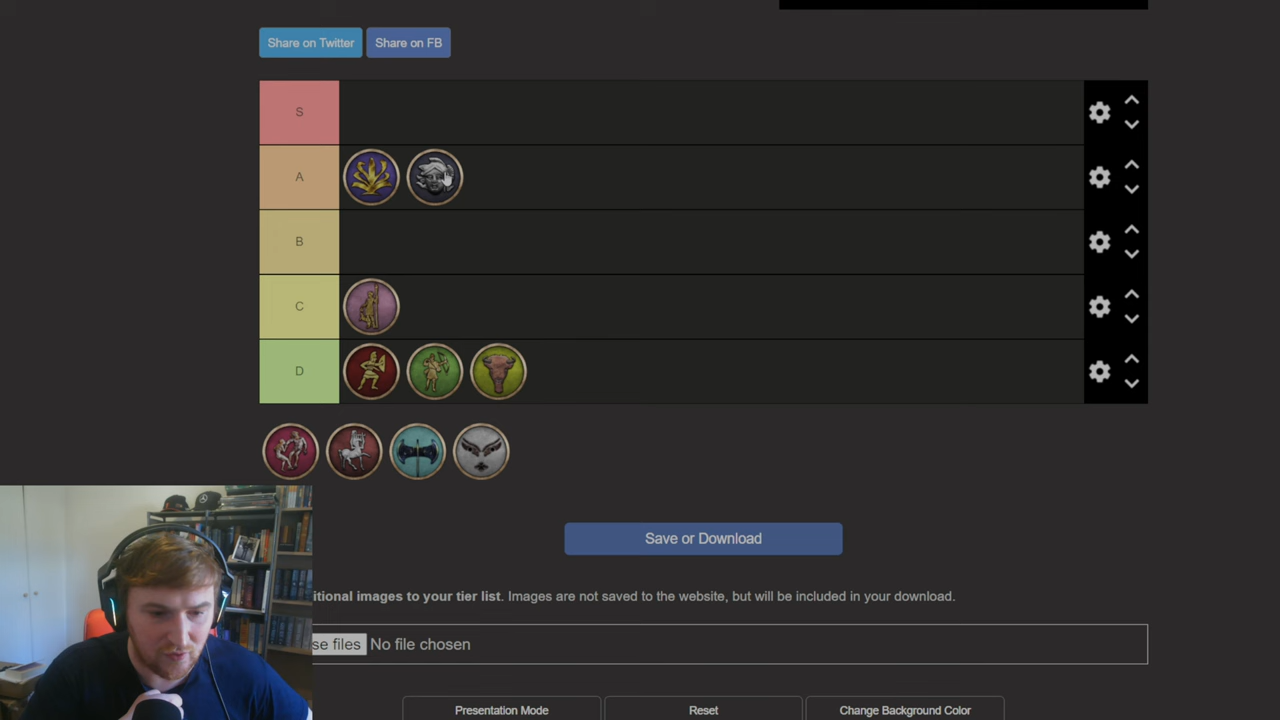 Share on Twitter Share on FB
S
A
B
C
D
Save or Download
itional images to your tier list. Images are not saved to the website, but will be included in your download.
se files No file chosen
Presentation Mode Reset Change Background Color